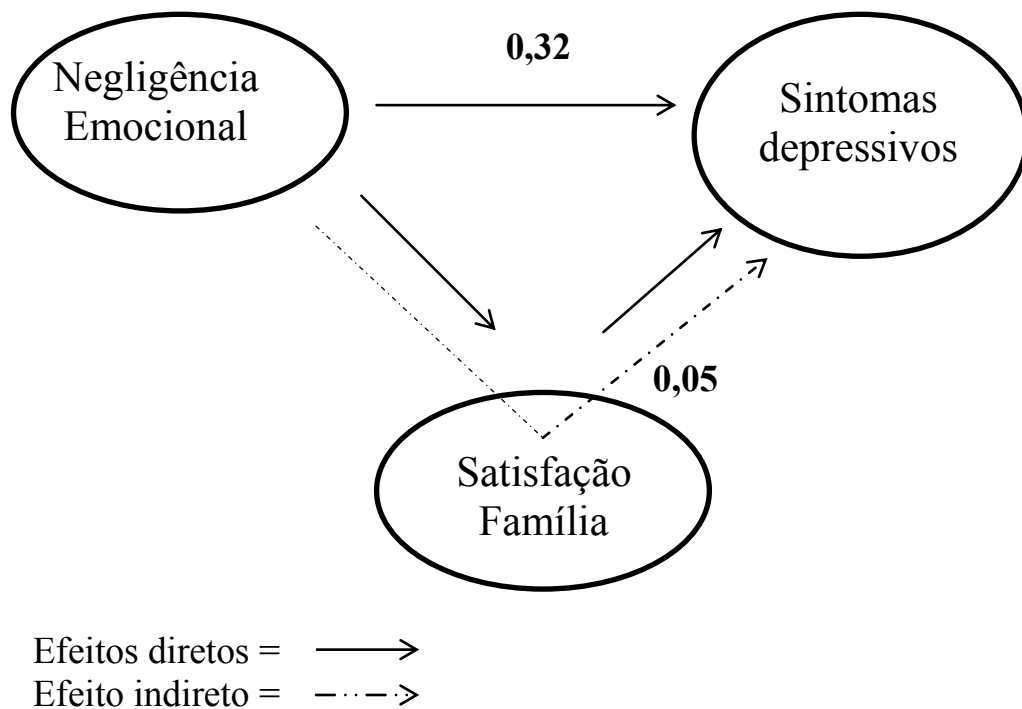 0,32
Negligência
Emocional
Sintomas
depressivos
0,05
Satisfação
Família
Efeitos diretos =
Efeito indireto =